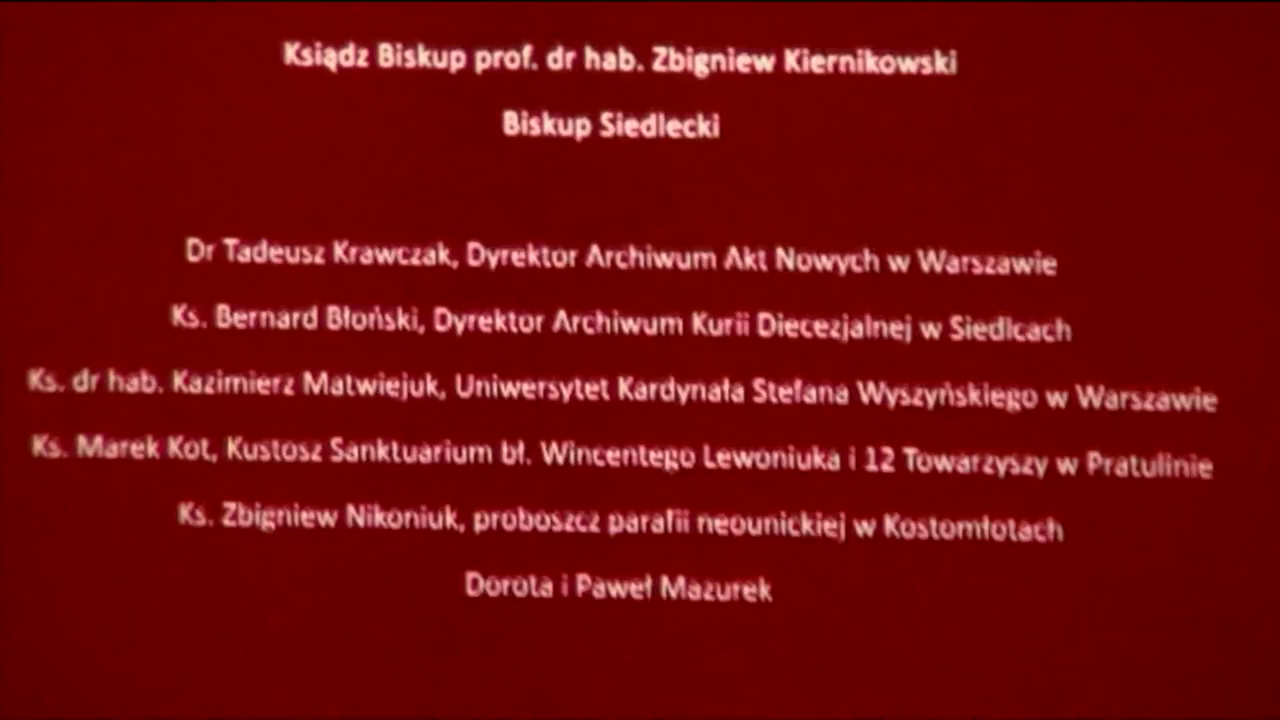 Ksiądz Biskup prof. dr hab. Zbigniew Kiernikowski
Biskup Siedlecki
Dr Tadeusz Krawczak, Dyrektor Archiwum Akt Nowych w Warszawie
Ks. Bernard Błoński, Dyrektor Archiwum Kurii Diecezjalnej w Siedlcach
Ks. dr hab. Kazimierz Matwiejuk, Uniwersytet Kardynała Stefana Wyszyńskiego w Warszawie
Ks. Marek Kot, Kustosz Sanktuarium bł. Wincentego Lewoniuka i 12 Towarzyszy w Pratulinie
Ks. Zbigniew Nikoniuk, proboszcz parafii neounickiej w Kostomłotach
Dorota i Paweł Mazurek